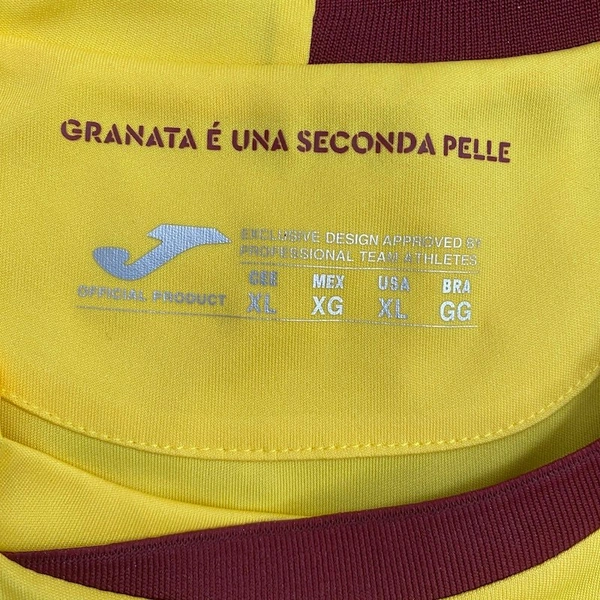 GRANATA É UNA SECONDA PELLE
EXCLUSIVE DESIGN APPROVED BY
PROFESSIONAL TEAM ATHLETES
OFFICIAL PRODUCT
MEX USA BRA
XL XG XL GG